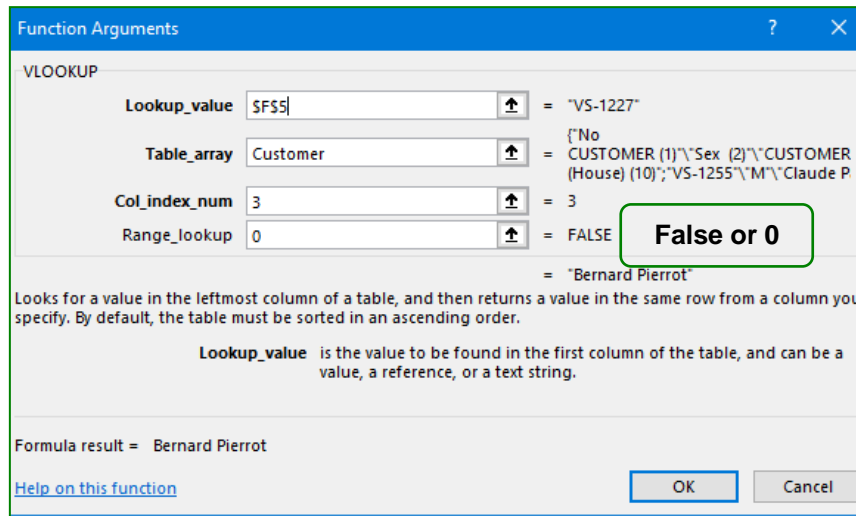 Function Arguments ? ×
VLOOKUP
Lookup_value $F$5 = "VS-1227"
{"No
Table_array Customer = CUSTOMER (1)"\"Sex (2)"\"CUSTOMER
(House) (10)";"VS-1255"\"M"\"Claude P
Col_index_num 3 = 3
Range_lookup 0 = FALSE
False or 0
= "Bernard Pierrot"
Looks for a value in the leftmost column of a table, and then returns a value in the same row from a column you
specify. By default, the table must be sorted in an ascending order.
Lookup_value is the value to be found in the first column of the table, and can be a
value, a reference, or a text string.
Formula result = Bernard Pierrot
Help on this function
OK Cancel